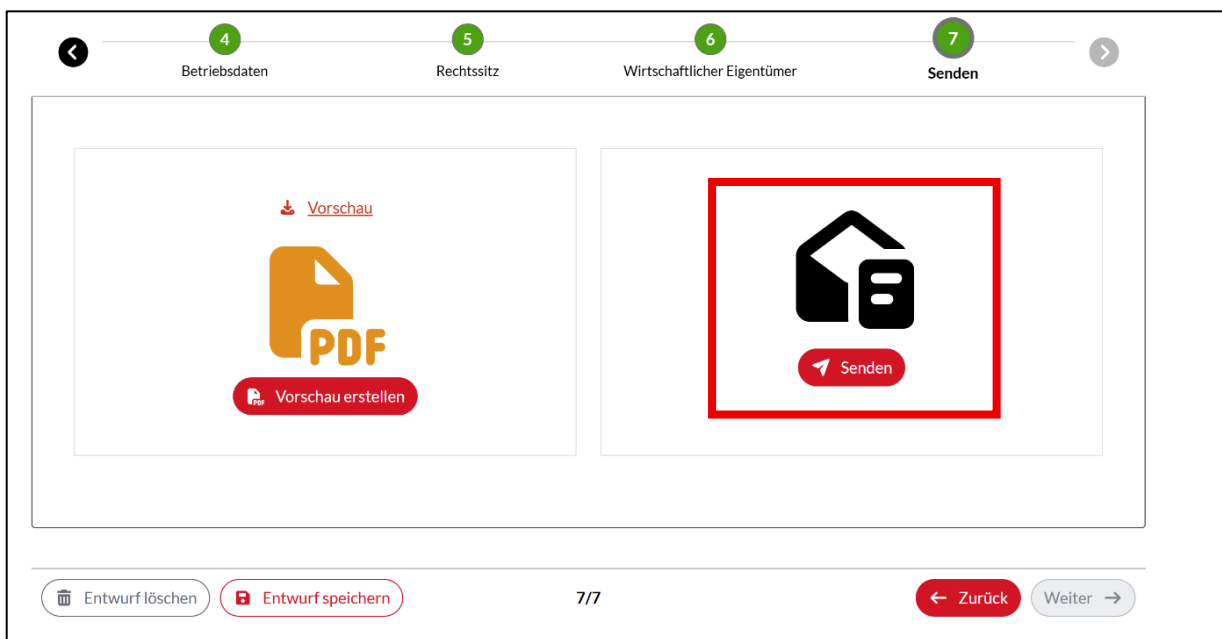 4
5
6
7
Betriebsdaten
Rechtssitz
Wirtschaftlicher Eigentümer
Senden
Vorschau
PDF
PDF Vorschau erstellen
Senden
Entwurf löschen
Entwurf speichern
7/7
Zurück
Weiter